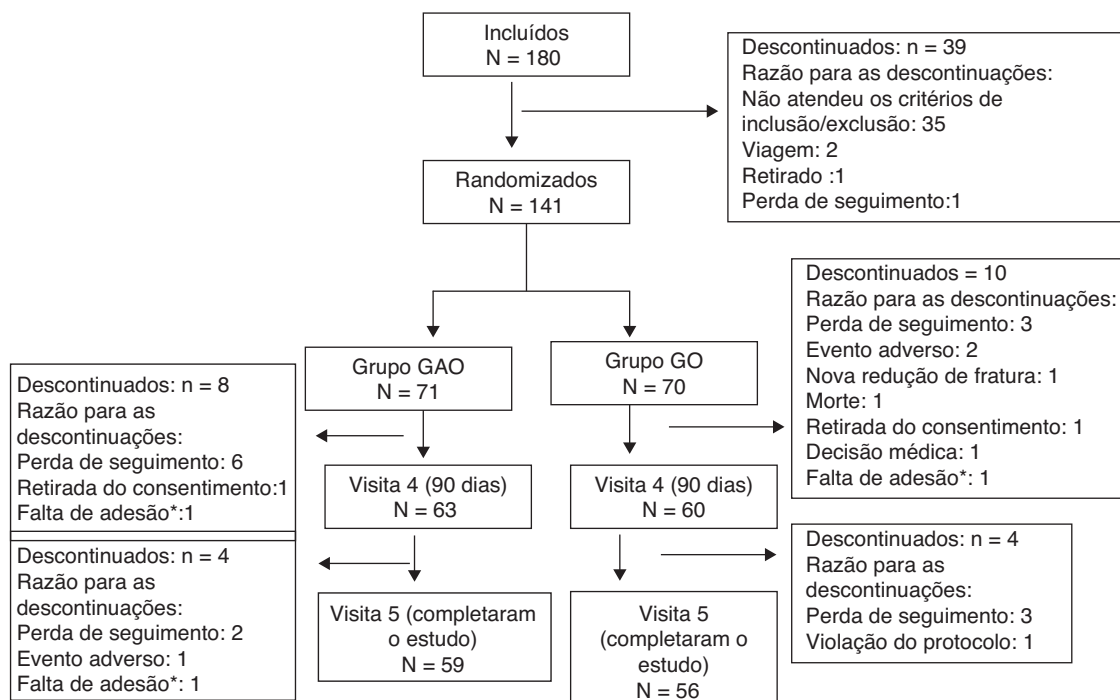 Incluídos
N = 180
Descontinuados: n = 39
Razão para as descontinuações:
Não atendeu os critérios de
inclusão/exclusão: 35
Viagem: 2
Retirado :1
Perda de seguimento:1
Randomizados
N = 141
Descontinuados = 10
Razão para as descontinuações:
Perda de seguimento: 3
Evento adverso: 2
Nova redução de fratura: 1
Morte: 1
Retirada do consentimento: 1
Decisão médica: 1
Falta de adesão*: 1
Grupo GAO
N = 71
Grupo GO
N = 70
Descontinuados: n = 8
Razão para as
descontinuações:
Perda de seguimento: 6
Retirada do consentimento:1
Falta de adesão*:1
Visita 4 (90 dias)
N = 63
Visita 4 (90 dias)
N = 60
Descontinuados: n = 4
Razão para as
descontinuações:
Perda de seguimento: 2
Evento adverso: 1
Falta de adesão*: 1
Descontinuados: n = 4
Razão para as
descontinuações:
Perda de seguimento: 3
Violação do protocolo: 1
Visita 5 (completaram
o estudo)
N = 59
Visita 5
(completaram o
estudo)
N = 56